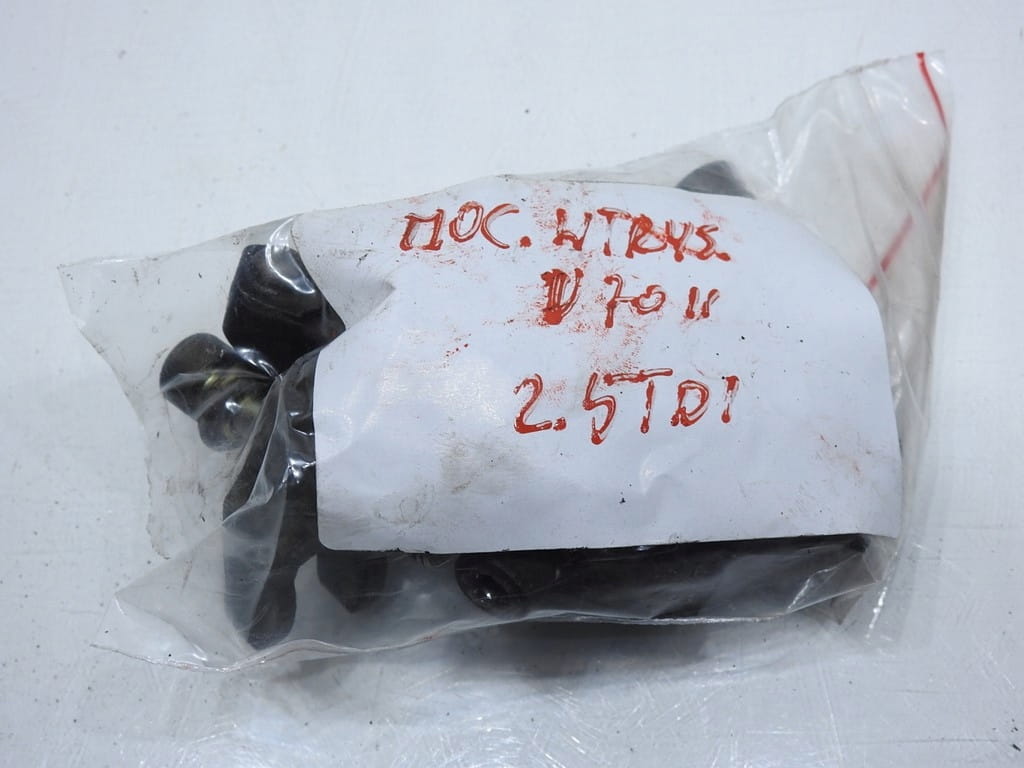 MOC. WTRYS.
V70 II
2.5TDI